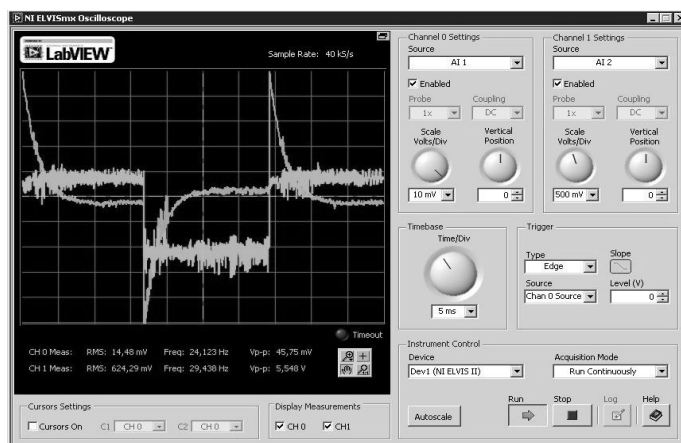 NI ELVISmx Oscilloscope
LabVIEW
Sample Rate: 40 kS/s
Timeout
CH 0 Meas: RMS: 14,48 mV Freq: 24,123 Hz Vp-p: 45,75 mV
CH 1 Meas: RMS: 624,29 mV Freq: 29,438 Hz Vp-p: 5,548 V
Cursors Settings
Cursors On C1 CH 0 C2 CH 0
Display Measurements
CH 0 CH1
Channel 0 Settings
Source
AI 1
Enabled
Probe Coupling
1x DC
Scale Vertical
Volts/Div Position
10 mV 0
Channel 1 Settings
Source
AI 2
Enabled
Probe Coupling
1x DC
Scale Vertical
Volts/Div Position
500 mV 0
Timebase
Time/Div
5 ms
Trigger
Type Slope
Edge
Source Level (V)
Chan 0 Source 0
Instrument Control
Device Acquisition Mode
Dev1 (NI ELVIS II) Run Continuously
Run Stop Log Help
Autoscale